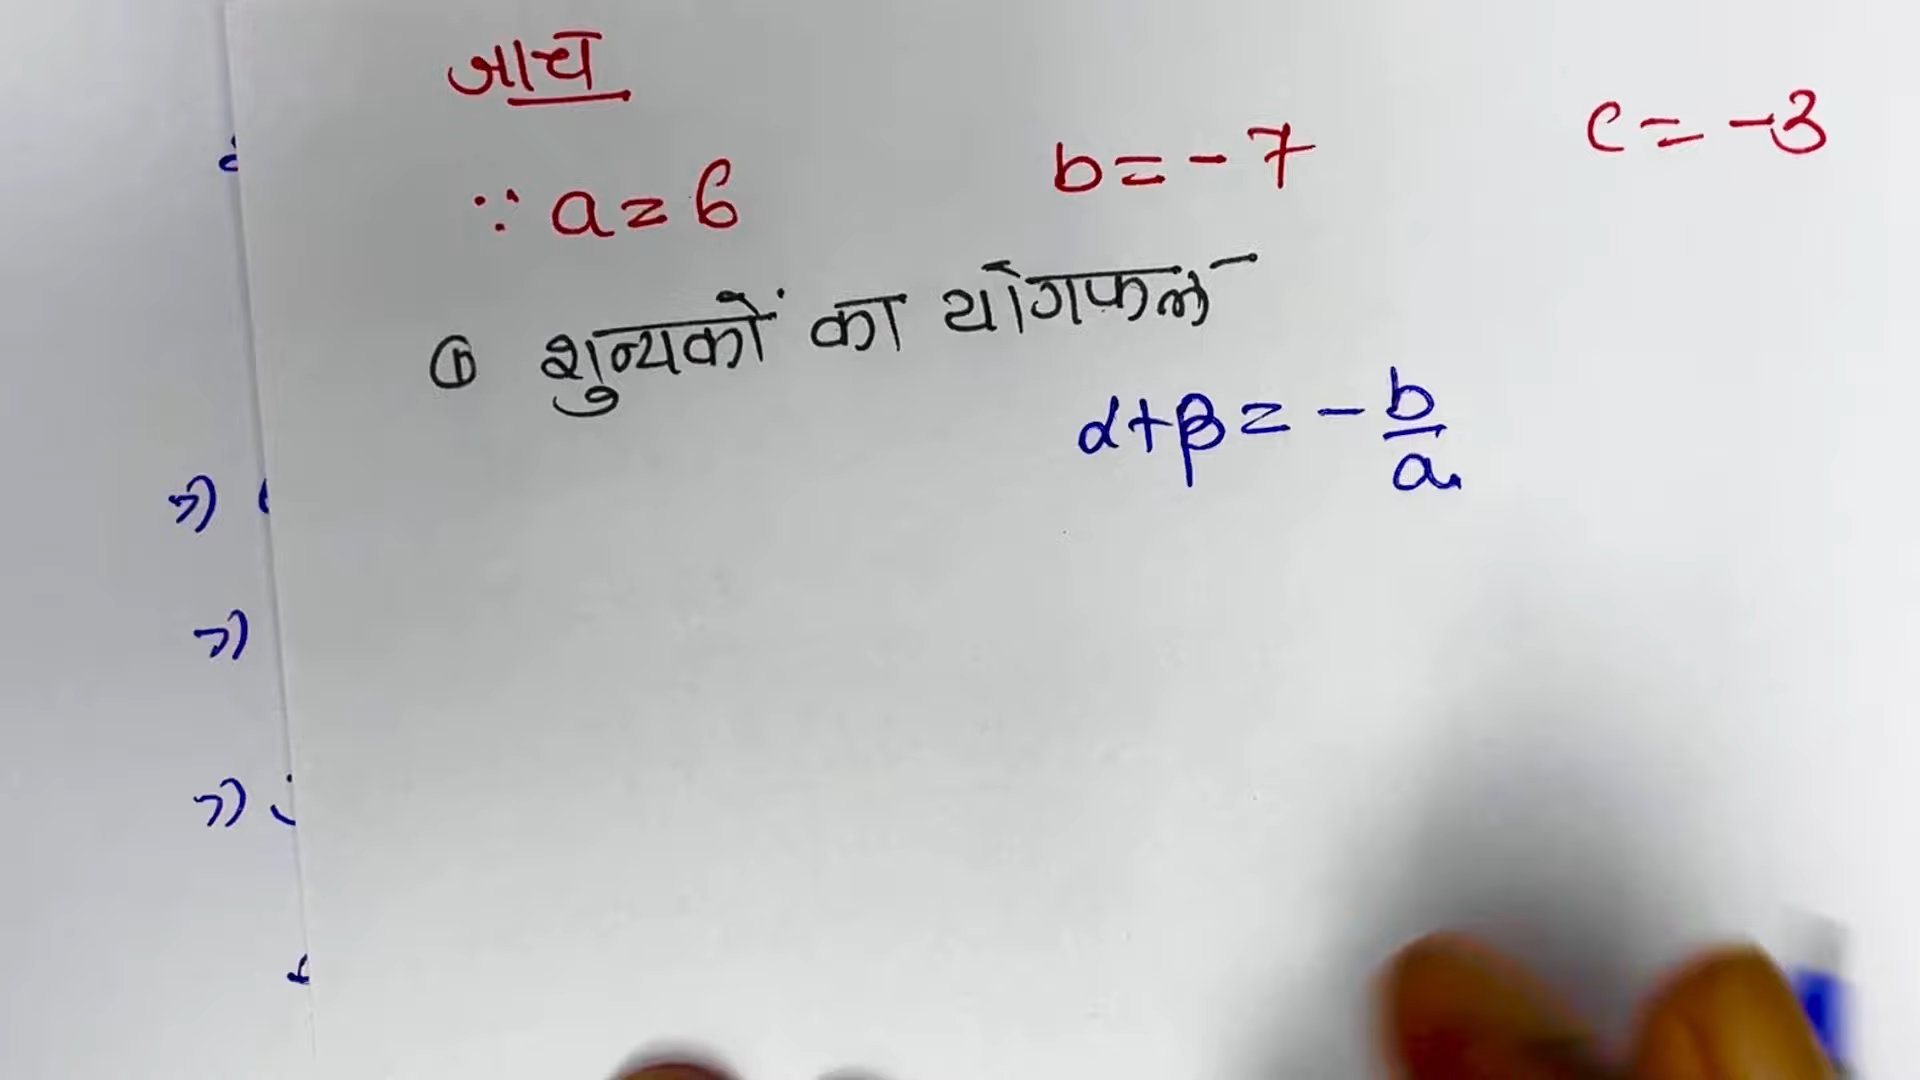 जाच
∵ a = 6 b = - 7 c = -3
① शुन्यकों का योगफल -
α+β = - b/a
⇒)
⇒)
⇒)